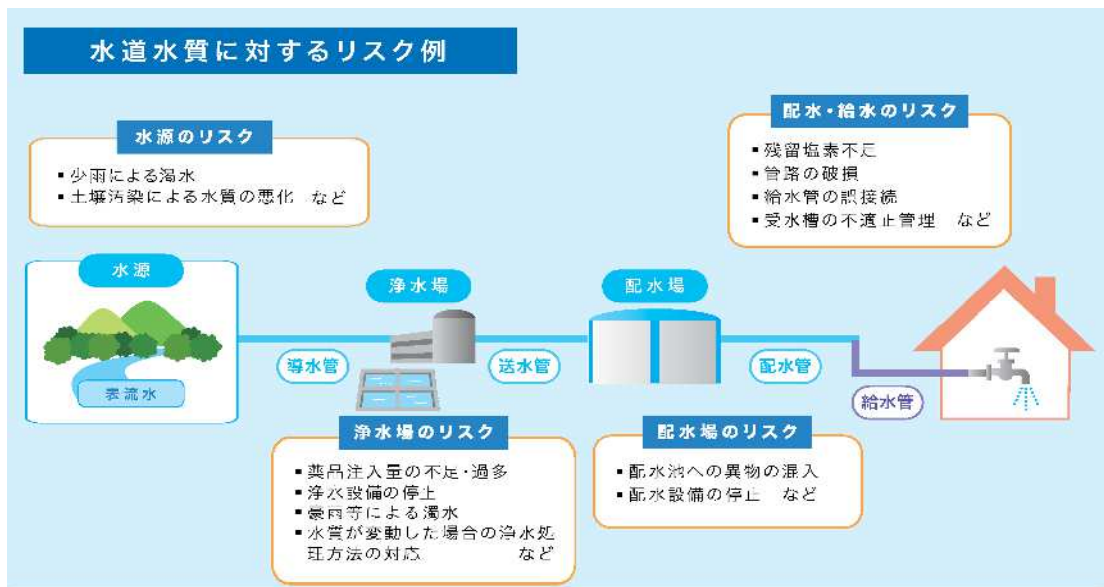 水道水質に対するリスク例
水源のリスク
▪ 少雨による渇水
▪ 土壌汚染による水質の悪化 など
配水・給水のリスク
▪ 残留塩素不足
▪ 管路の破損
▪ 給水管の誤接続
▪ 受水槽の不適正管理 など
水源
表流水
導水管
浄水場
送水管
配水場
配水管
給水管
浄水場のリスク
▪ 薬品注入量の不足・過多
▪ 浄水設備の停止
▪ 豪雨等による濁水
▪ 水質が変動した場合の浄水処
理方法の対応 など
配水場のリスク
▪ 配水池への異物の混入
▪ 配水設備の停止 など